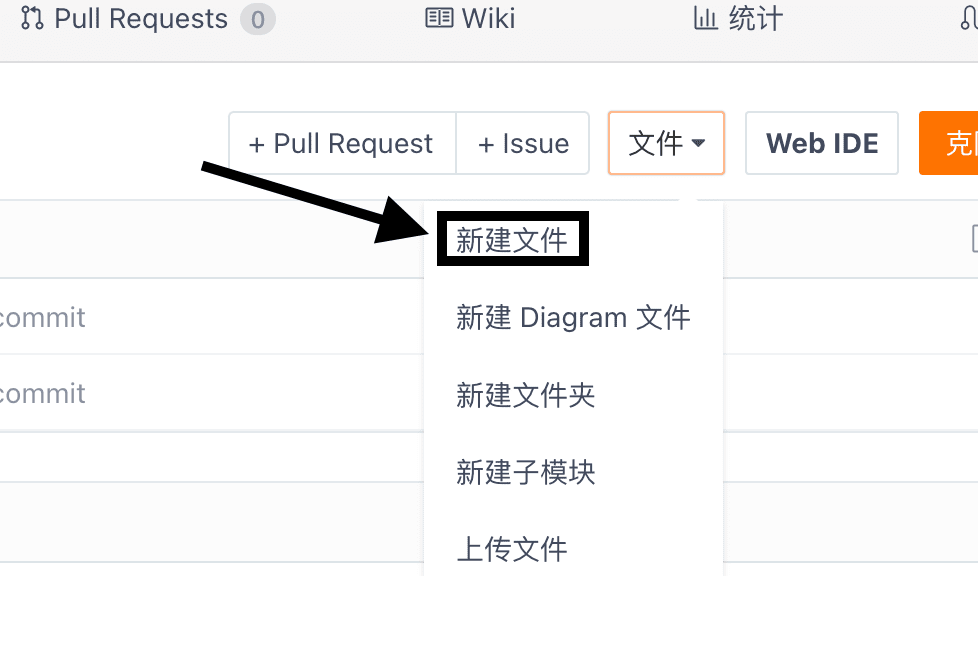 Pull Requests 0 Wiki 统计
+ Pull Request + Issue 文件 Web IDE
新建文件
commit
新建 Diagram 文件
commit
新建文件夹
新建子模块
上传文件